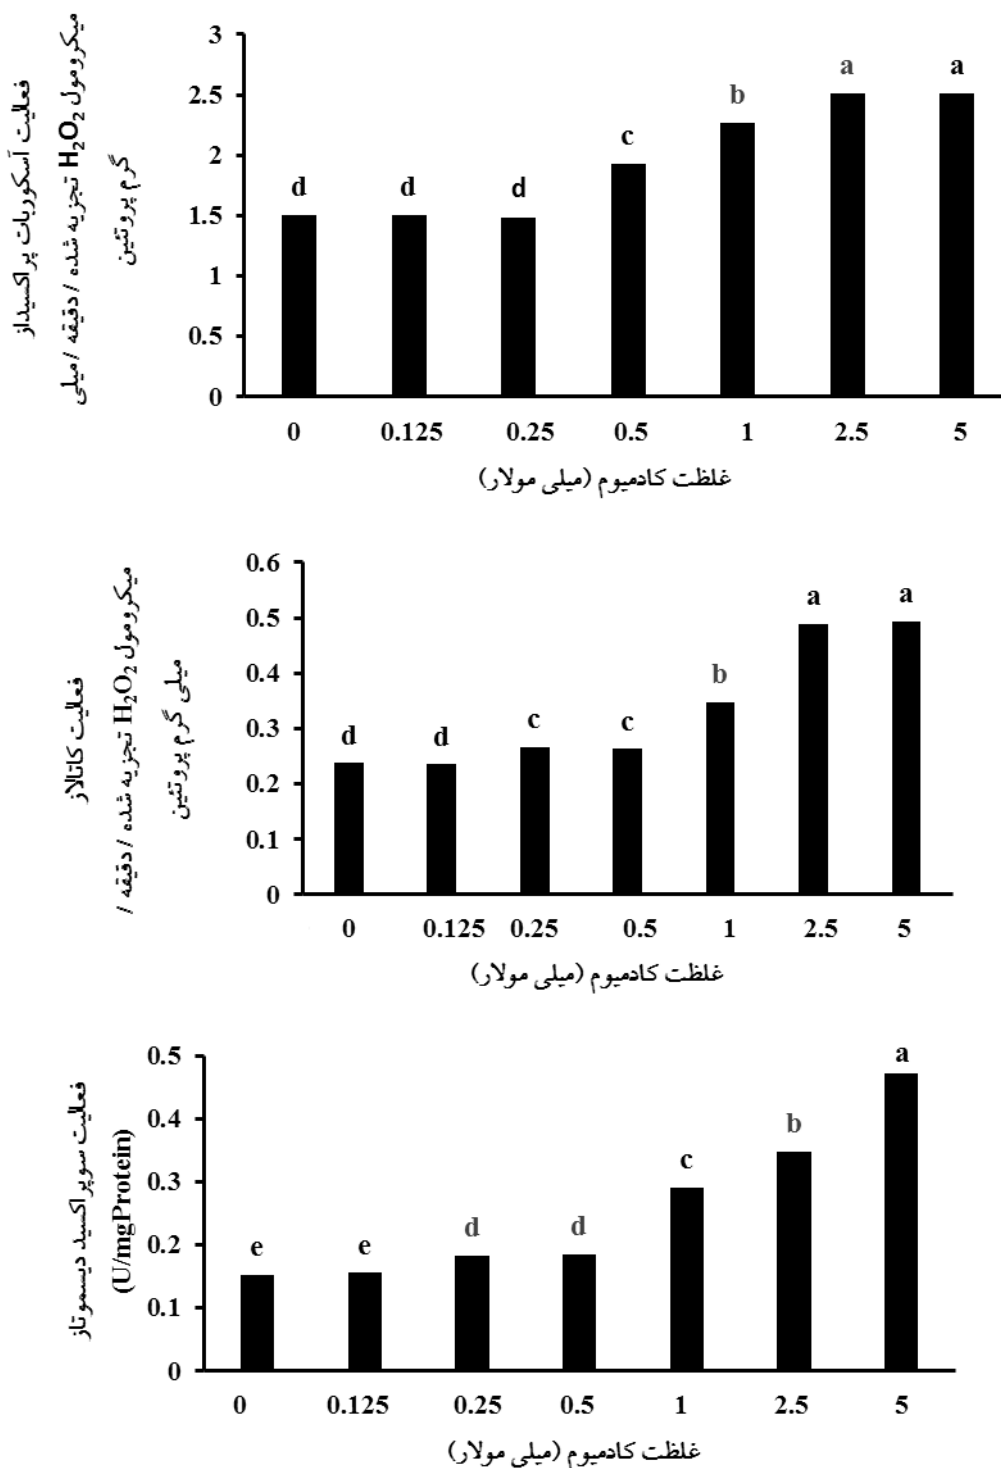 فعالیت آسکوربات پراکسیداز
میکرومول H₂O₂ تجزیه شده / دقیقه / میلی
گرم پروتئین
3
2.5
2
1.5
1
0.5
0
d d d c b a a
0 0.125 0.25 0.5 1 2.5 5
غلظت کادمیوم (میلی مولار)
فعالیت کاتالاز
میکرومول H₂O₂ تجزیه شده / دقیقه /
میلی گرم پروتئین
0.6
0.5
0.4
0.3
0.2
0.1
0
d d c c b a a
0 0.125 0.25 0.5 1 2.5 5
غلظت کادمیوم (میلی مولار)
فعالیت سوپراکسید دیسموتاز
(U/mgProtein)
0.5
0.4
0.3
0.2
0.1
0
e e d d c b a
0 0.125 0.25 0.5 1 2.5 5
غلظت کادمیوم (میلی مولار)